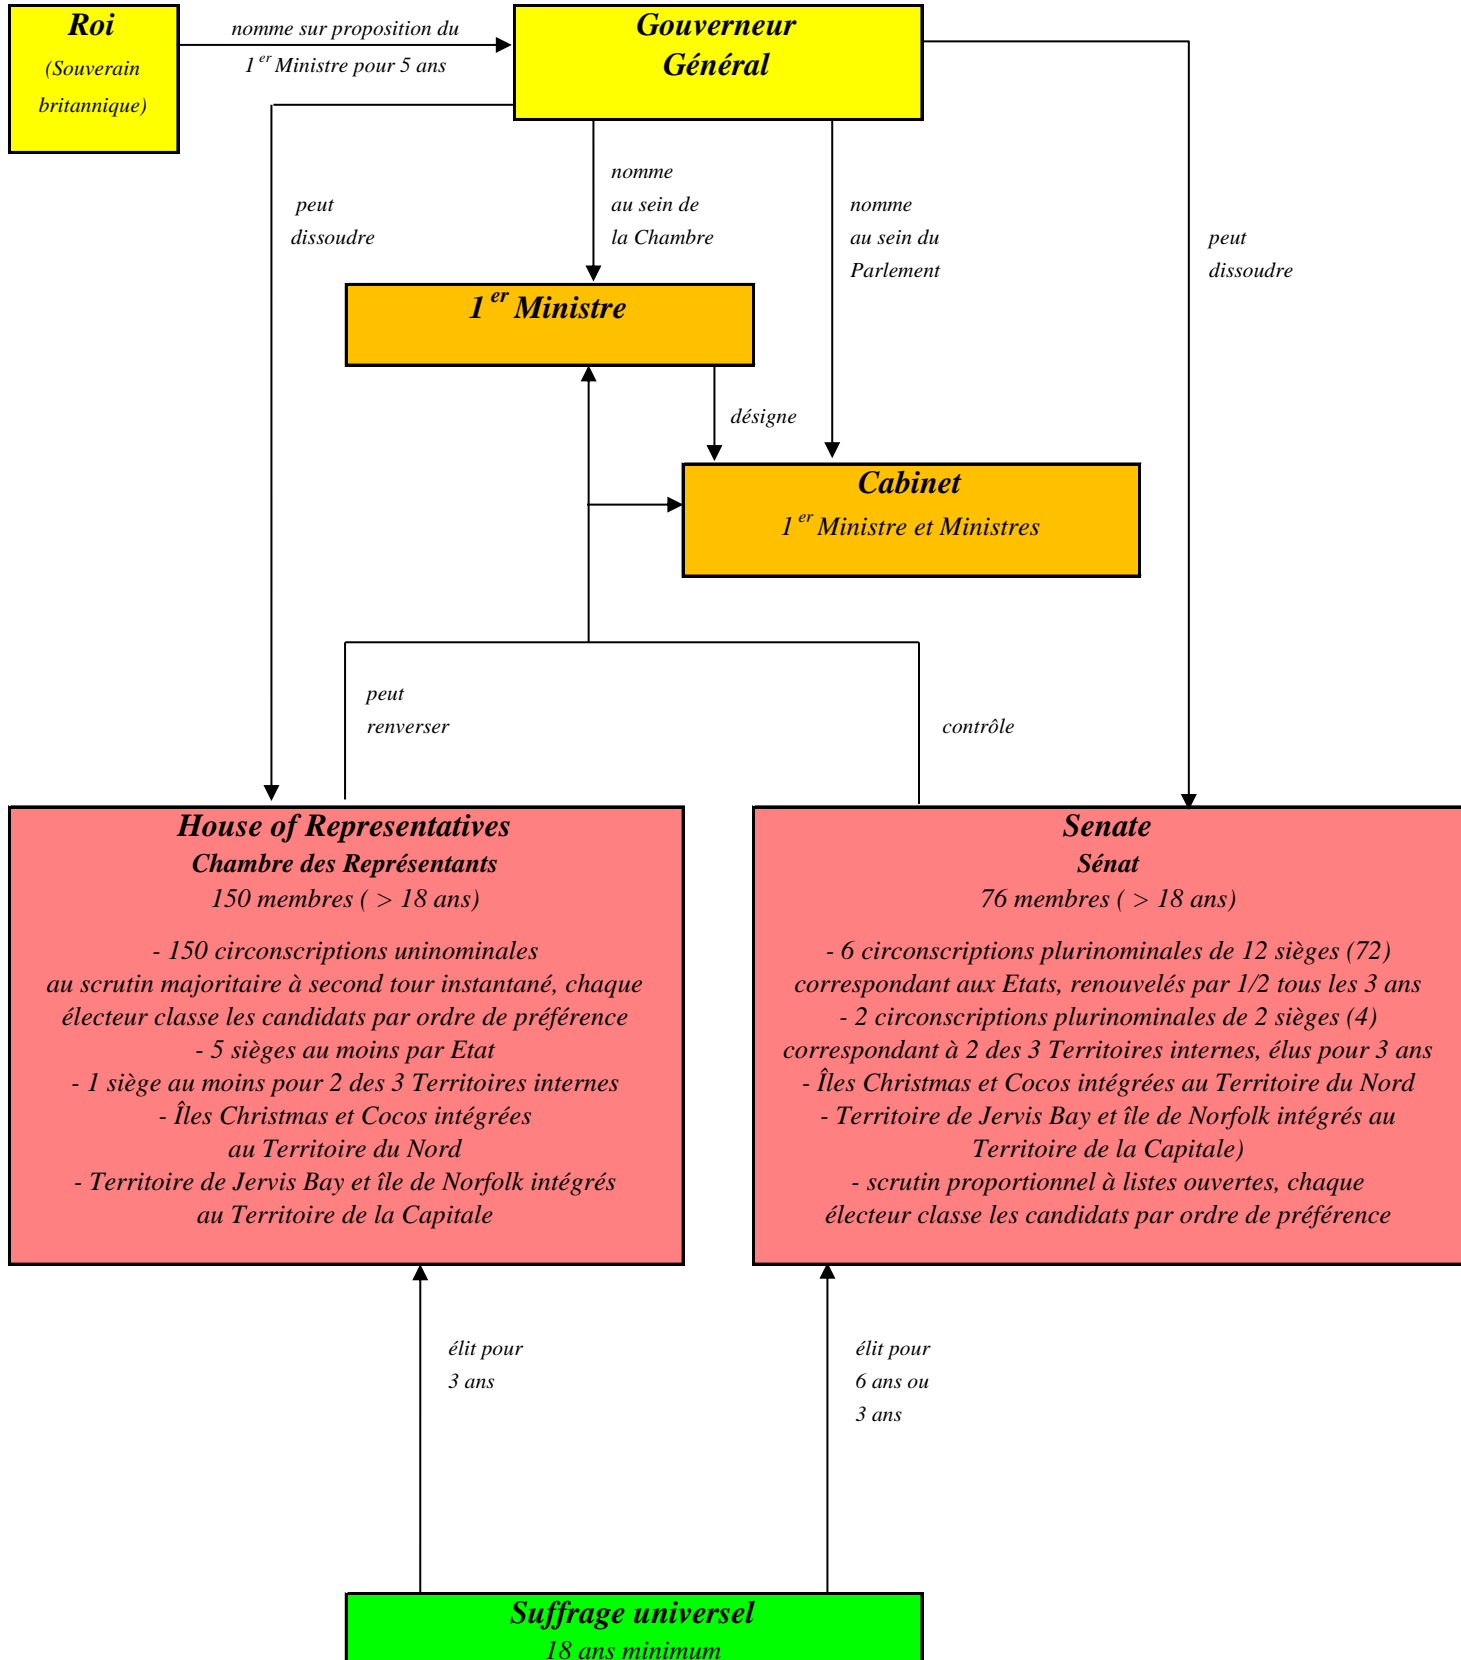 Roi
(Souverain
britannique)
nomme sur proposition du
1er Ministre pour 5 ans
Gouverneur
Général
peut
dissoudre
nomme
au sein de
la Chambre
nomme
au sein du
Parlement
peut
dissoudre
1er Ministre
désigne
Cabinet
1er Ministre et Ministres
peut
renverser
contrôle
House of Representatives
Chambre des Représentants
150 membres ( > 18 ans)
- 150 circonscriptions uninominales
au scrutin majoritaire à second tour instantané, chaque
électeur classe les candidats par ordre de préférence
- 5 sièges au moins par Etat
- 1 siège au moins pour 2 des 3 Territoires internes
- Îles Christmas et Cocos intégrées
au Territoire du Nord
- Territoire de Jervis Bay et île de Norfolk intégrés
au Territoire de la Capitale
Senate
Sénat
76 membres ( > 18 ans)
- 6 circonscriptions plurinominales de 12 sièges (72)
correspondant aux Etats, renouvelés par 1/2 tous les 3 ans
- 2 circonscriptions plurinominales de 2 sièges (4)
correspondant à 2 des 3 Territoires internes, élus pour 3 ans
- Îles Christmas et Cocos intégrées au Territoire du Nord
- Territoire de Jervis Bay et île de Norfolk intégrés au
Territoire de la Capitale)
- scrutin proportionnel à listes ouvertes, chaque
électeur classe les candidats par ordre de préférence
élit pour
3 ans
élit pour
6 ans ou
3 ans
Suffrage universel
18 ans minimum